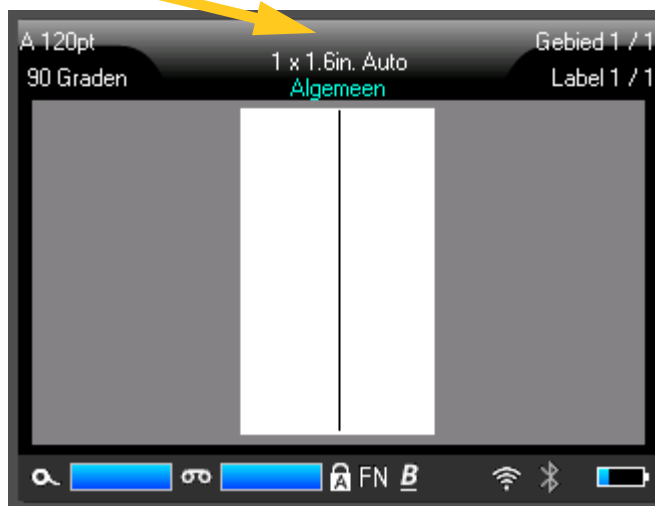 A 120pt
1 x 1.6in. Auto
Gebied 1 / 1
90 Graden
Algemeen
Label 1 / 1
A
FN B